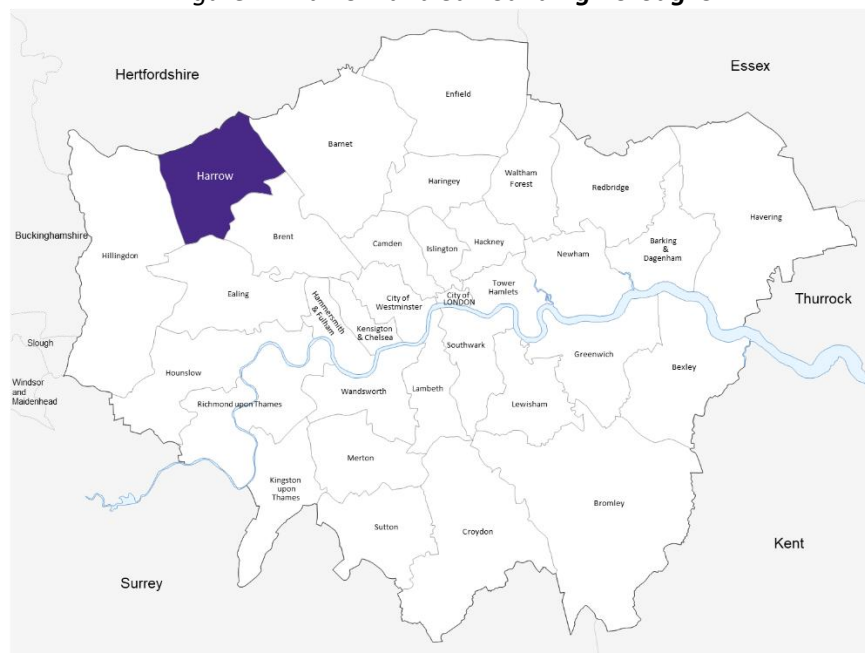 Hertfordshire
Essex
Enfield
Barnet
Harrow
Haringey
Waltham
Forest
Redbridge
Havering
Buckinghamshire
Hillingdon
Brent
Camden
Islington
Hackney
Newham
Barking
&
Dagenham
Ealing
Hammersmith
& Fulham
City of
Westminster
Kensigton
& Chelsea
City of
LONDON
Tower
Hamlets
Thurrock
Slough
Windsor
and
Maidenhead
Hounslow
Richmond upon Thames
Wandsworth
Lambeth
Southwark
Lewisham
Greenwich
Bexley
Merton
Kingston
upon
Thames
Sutton
Croydon
Bromley
Surrey
Kent